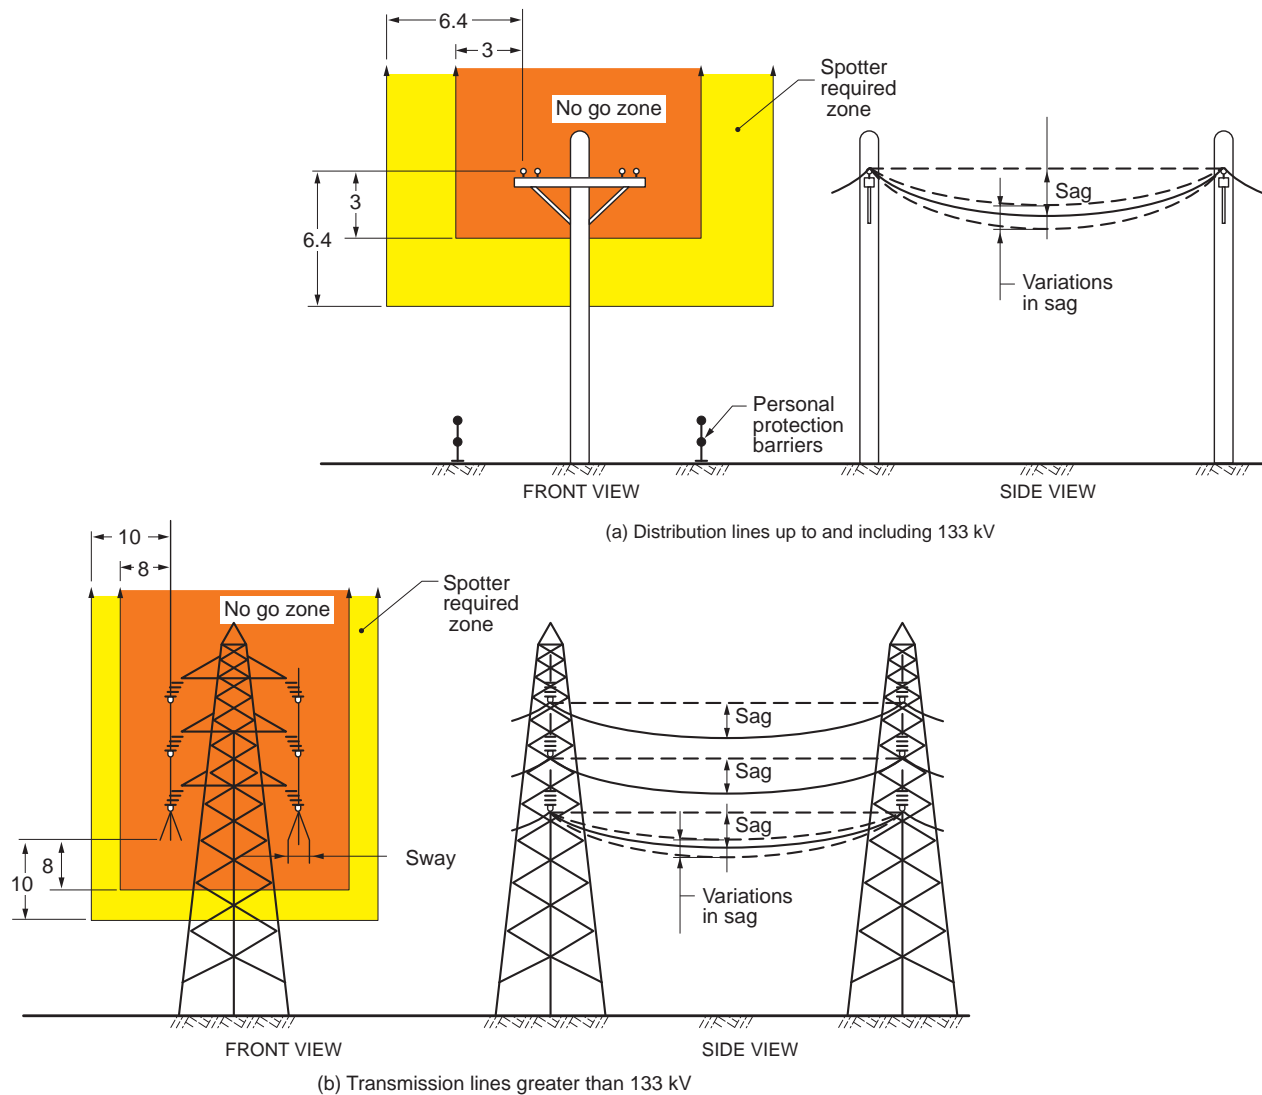 6.4
3
Spotter
required
zone
No go zone
3
6.4
Sag
Variations
in sag
Personal
protection
barriers
FRONT VIEW
SIDE VIEW
(a) Distribution lines up to and including 133 kV
10
8
Spotter
required
zone
No go zone
Sag
Sag
Sag
8
10
Sway
Variations
in sag
FRONT VIEW
SIDE VIEW
(b) Transmission lines greater than 133 kV